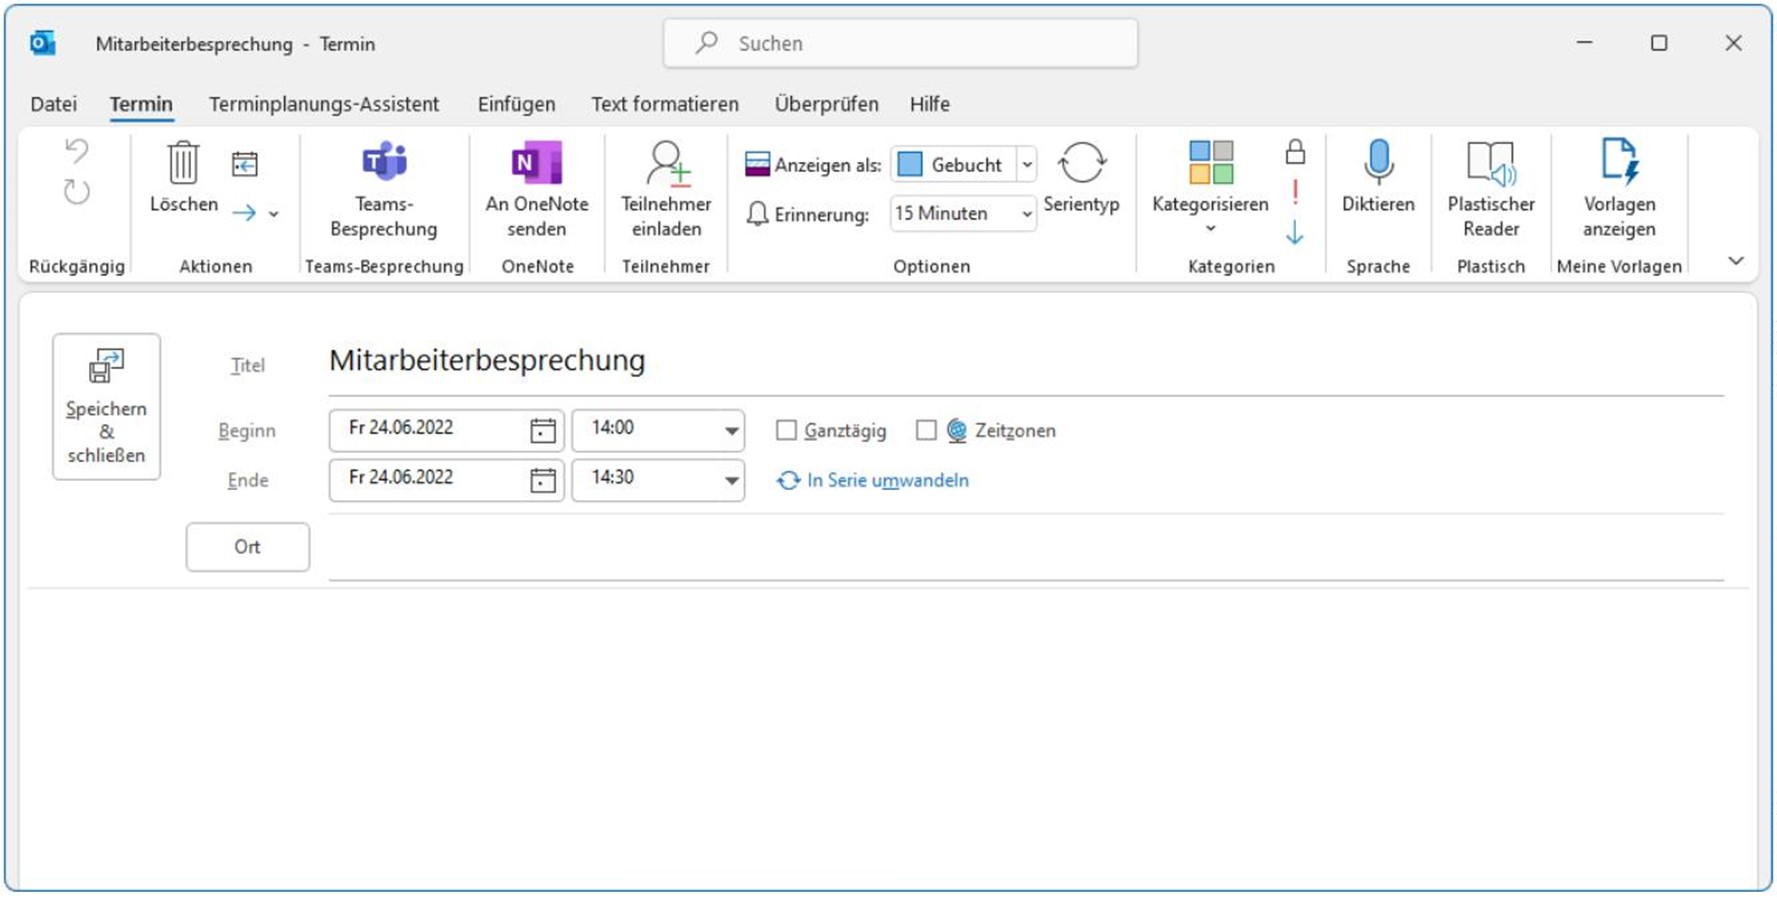 Mitarbeiterbesprechung - Termin
Suchen
Datei Termin Terminplanungs-Assistent Einfügen Text formatieren Überprüfen Hilfe
Löschen
Teams-
Besprechung
An OneNote
senden
Teilnehmer
einladen
Anzeigen als: Gebucht
Erinnerung: 15 Minuten
Serientyp
Kategorisieren
Diktieren
Plastischer
Reader
Vorlagen
anzeigen
Rückgängig Aktionen Teams-Besprechung OneNote Teilnehmer Optionen Kategorien Sprache Plastisch Meine Vorlagen
Speichern
&
schließen
Titel Mitarbeiterbesprechung
Beginn Fr 24.06.2022 14:00 Ganztägig Zeitzonen
Ende Fr 24.06.2022 14:30 In Serie umwandeln
Ort